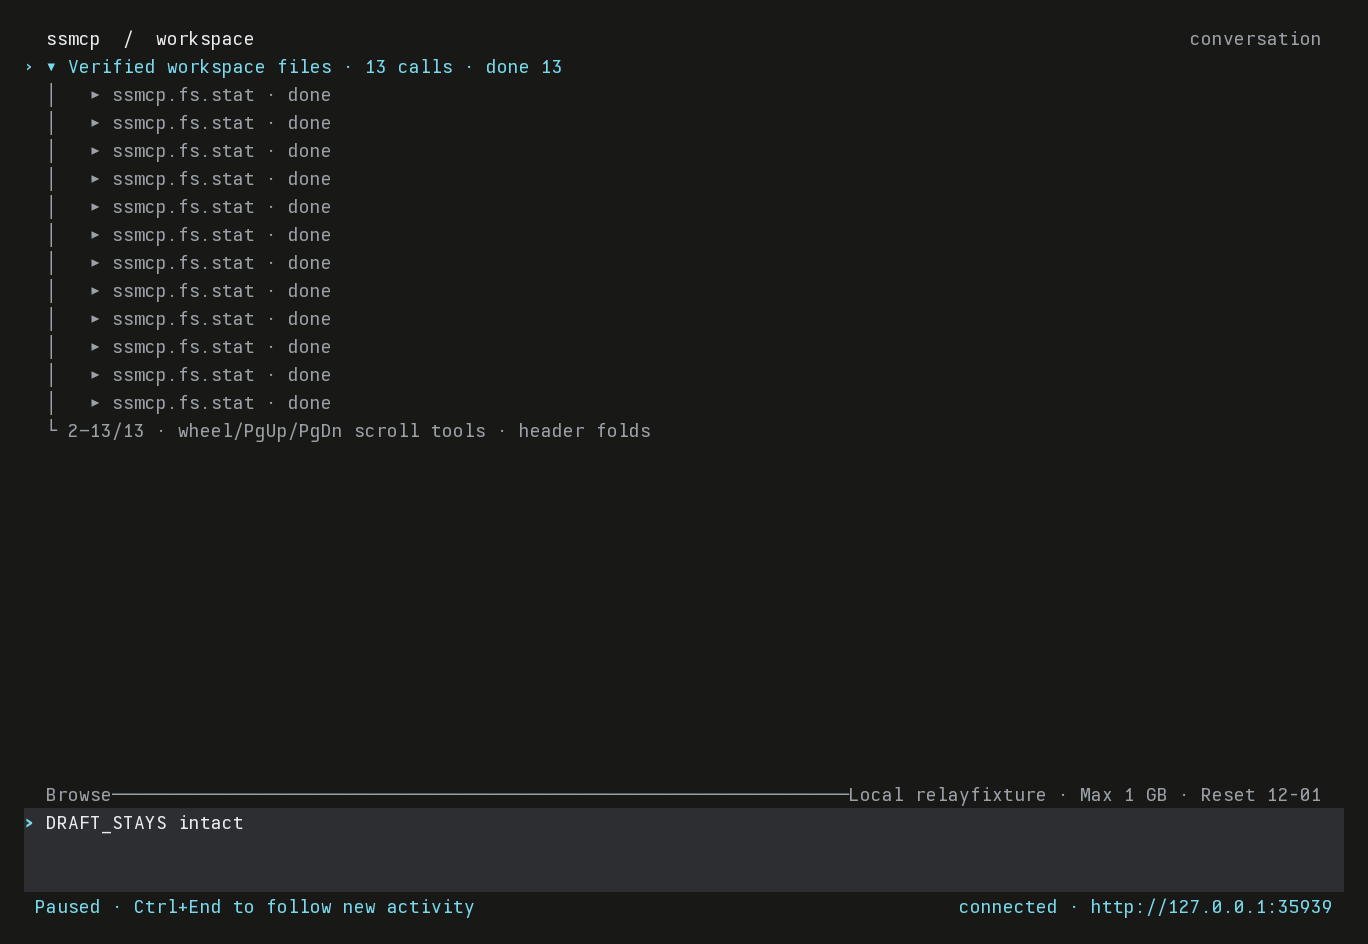 ssmcp / workspace conversation
› ▾ Verified workspace files · 13 calls · done 13
│ ▸ ssmcp.fs.stat · done
│ ▸ ssmcp.fs.stat · done
│ ▸ ssmcp.fs.stat · done
│ ▸ ssmcp.fs.stat · done
│ ▸ ssmcp.fs.stat · done
│ ▸ ssmcp.fs.stat · done
│ ▸ ssmcp.fs.stat · done
│ ▸ ssmcp.fs.stat · done
│ ▸ ssmcp.fs.stat · done
│ ▸ ssmcp.fs.stat · done
│ ▸ ssmcp.fs.stat · done
│ ▸ ssmcp.fs.stat · done
└ 2–13/13 · wheel/PgUp/PgDn scroll tools · header folds
Browse Local relayfixture · Max 1 GB · Reset 12-01
› DRAFT_STAYS intact
Paused · Ctrl+End to follow new activity connected · http://127.0.0.1:35939